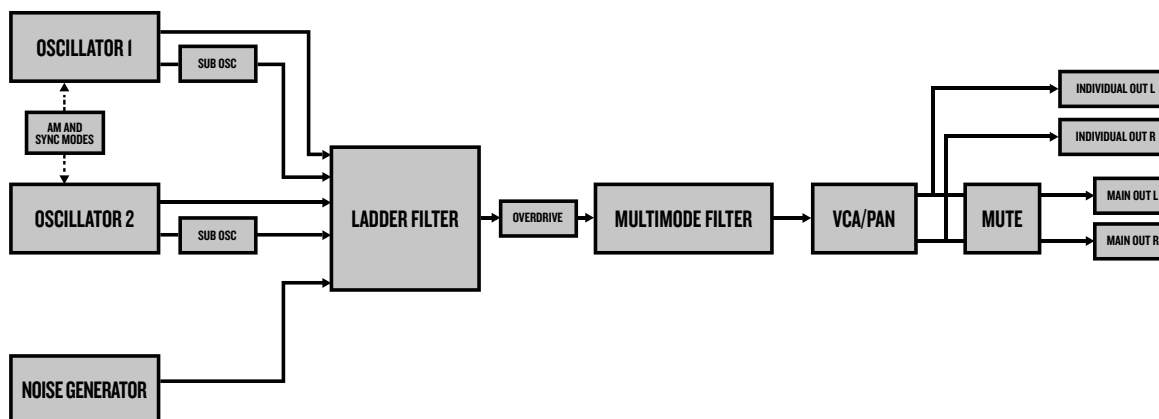 OSCILLATOR 1
SUB OSC
AM AND
SYNC MODES
OSCILLATOR 2
SUB OSC
NOISE GENERATOR
LADDER FILTER
OVERDRIVE
MULTIMODE FILTER
VCA/PAN
MUTE
INDIVIDUAL OUT L
INDIVIDUAL OUT R
MAIN OUT L
MAIN OUT R